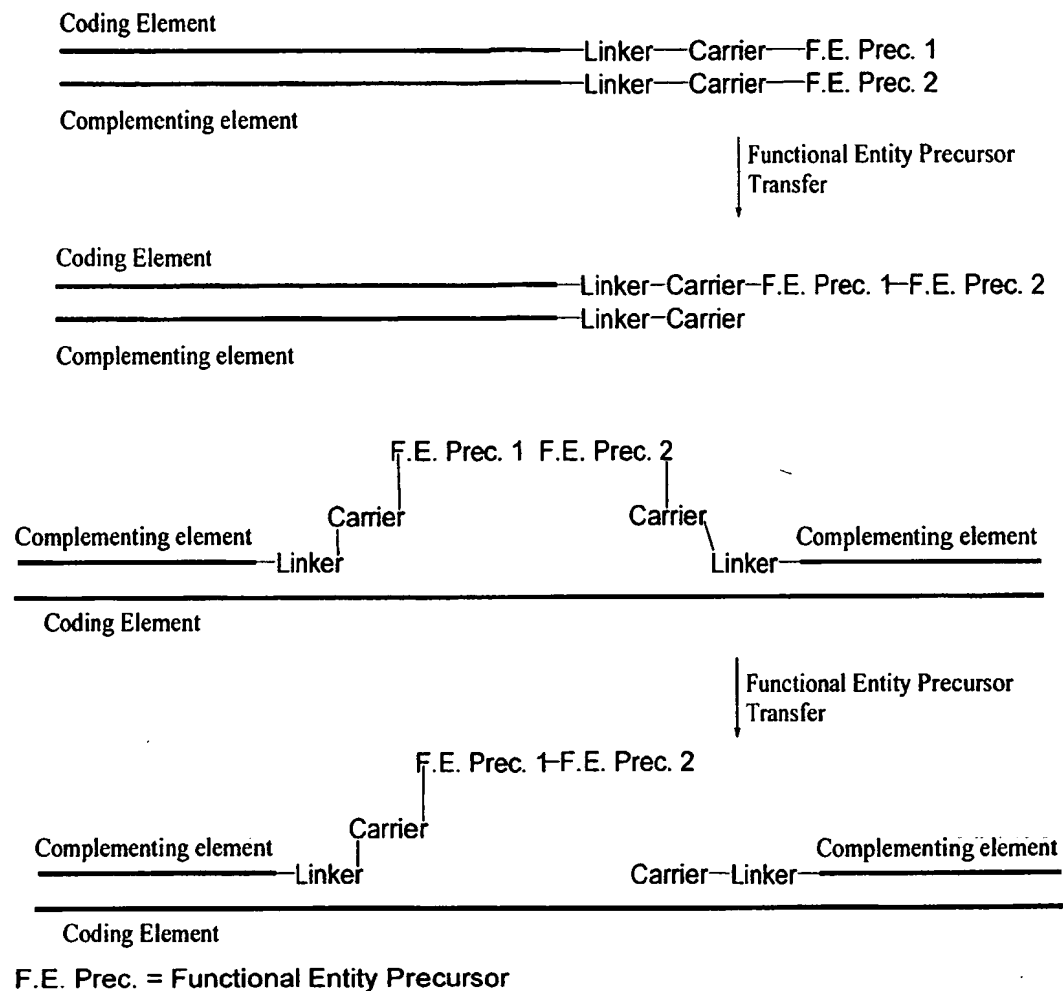 Coding Element
Linker—Carrier—F.E. Prec. 1
Linker—Carrier—F.E. Prec. 2
Complementing element
Functional Entity Precursor
Transfer
Coding Element
Linker–Carrier–F.E. Prec. 1–F.E. Prec. 2
Linker–Carrier
Complementing element
F.E. Prec. 1 F.E. Prec. 2
Carrier Carrier
Complementing element Complementing element
Linker Linker
Coding Element
Functional Entity Precursor
Transfer
F.E. Prec. 1–F.E. Prec. 2
Carrier
Complementing element Complementing element
Linker Carrier—Linker
Coding Element
F.E. Prec. = Functional Entity Precursor